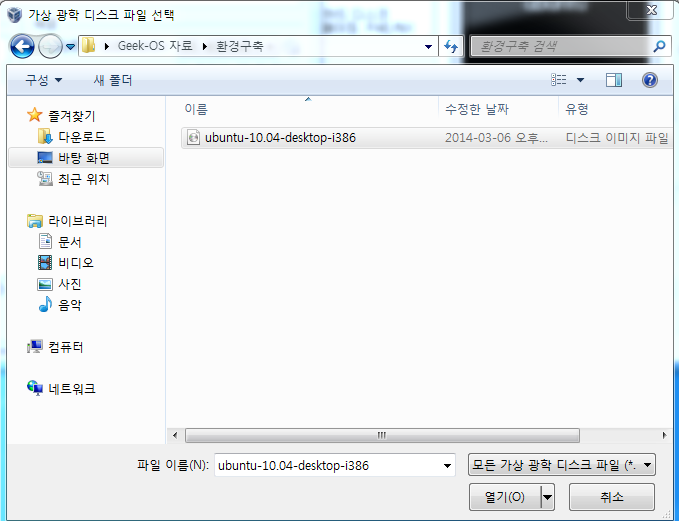 가상 광학 디스크 파일 선택
Geek-OS 자료 환경구축
환경구축 검색
구성 새 폴더
이름 수정한 날짜 유형
즐겨찾기
다운로드
바탕 화면
최근 위치
라이브러리
문서
비디오
사진
음악
컴퓨터
네트워크
ubuntu-10.04-desktop-i386 2014-03-06 오후... 디스크 이미지 파일
파일 이름(N): ubuntu-10.04-desktop-i386 모든 가상 광학 디스크 파일 (*.
열기(O) 취소